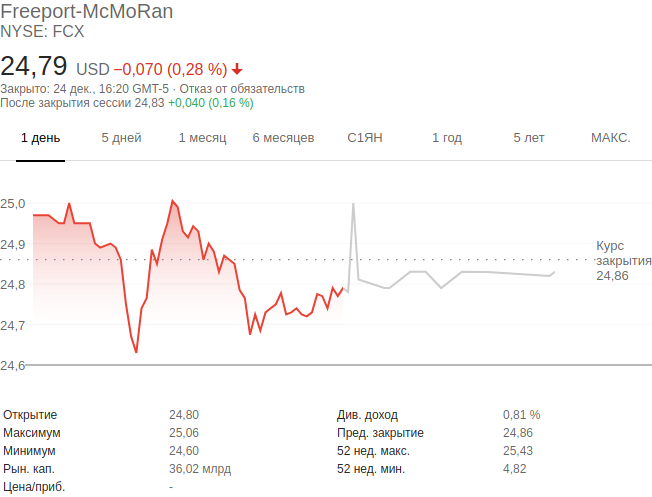 Freeport-McMoRan
NYSE: FCX
24,79 USD −0,070 (0,28 %)
Закрыто: 24 дек., 16:20 GMT-5 · Отказ от обязательств
После закрытия сессии 24,83 +0,040 (0,16 %)
1 день 5 дней 1 месяц 6 месяцев С1ЯН 1 год 5 лет МАКС.
25,0
24,9
24,8
24,7
24,6
Курс
закрытия
24,86
Открытие 24,80 Див. доход 0,81 %
Максимум 25,06 Пред. закрытие 24,86
Минимум 24,60 52 нед. макс. 25,43
Рын. кап. 36,02 млрд 52 нед. мин. 4,82
Цена/приб. -